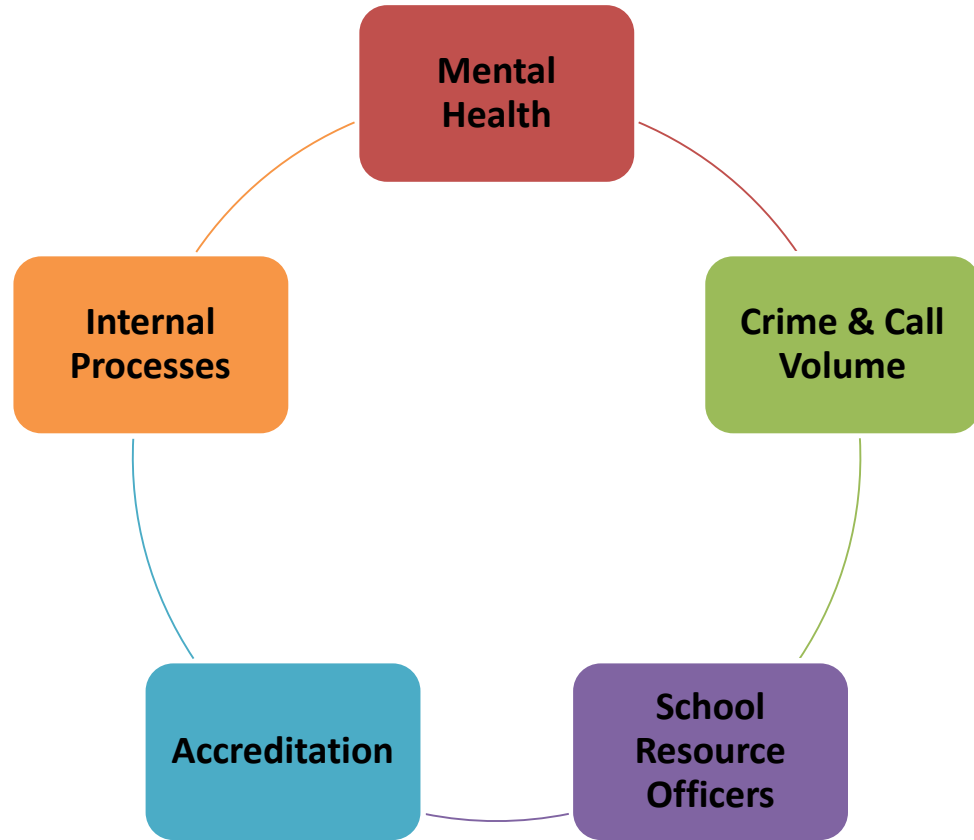 Mental
Health
Crime & Call
Volume
School
Resource
Officers
Accreditation
Internal
Processes